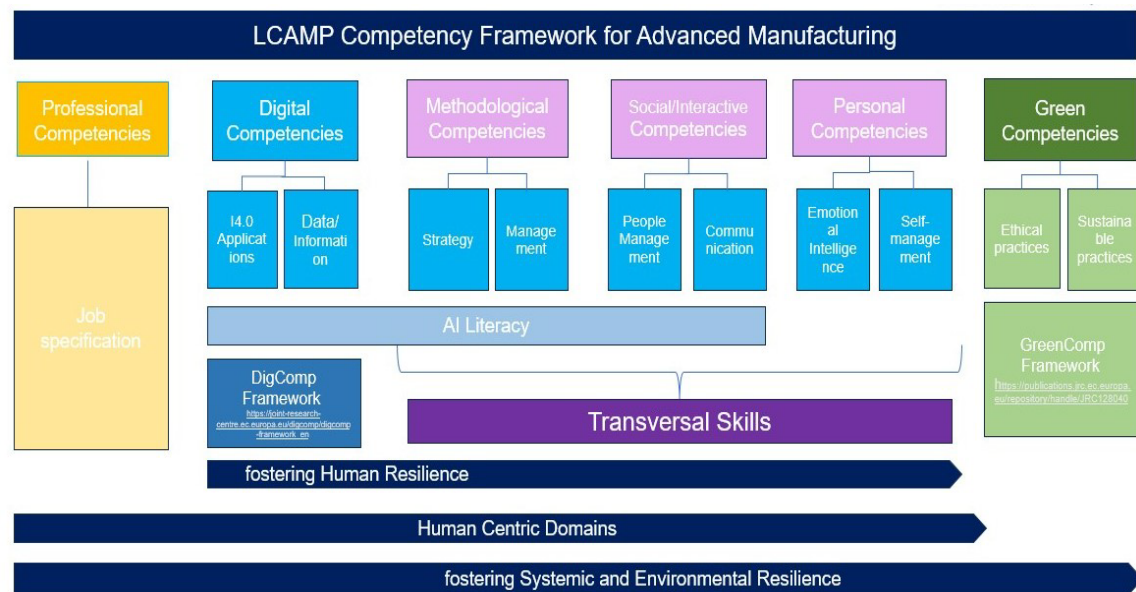 LCAMP Competency Framework for Advanced Manufacturing
Professional
Competencies
Digital
Competencies
Methodological
Competencies
Social/Interactive
Competencies
Personal
Competencies
Green
Competencies
Job
specification
I4.0
Applicat
ions
Data/
Informati
on
Strategy
Manage
ment
People
Manage
ment
Commu
nication
Emotion
al
Intellige
nce
Self-
manage
ment
Ethical
practices
Sustaina
ble
practices
AI Literacy
DigComp
Framework
https://joint-research-
centre.ec.europa.eu/digcomp/digcomp
-framework_en
Transversal Skills
GreenComp
Framework
https://publications.jrc.ec.europa.
eu/repository/handle/JRC128040
fostering Human Resilience
Human Centric Domains
fostering Systemic and Environmental Resilience